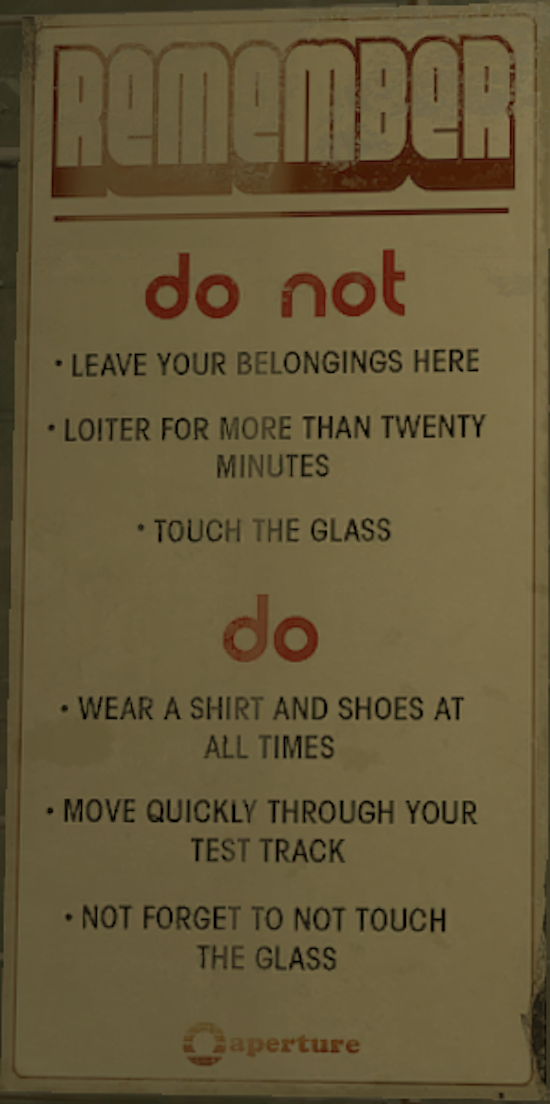 Remember
do not
• LEAVE YOUR BELONGINGS HERE
• LOITER FOR MORE THAN TWENTY
MINUTES
• TOUCH THE GLASS
do
• WEAR A SHIRT AND SHOES AT
ALL TIMES
• MOVE QUICKLY THROUGH YOUR
TEST TRACK
• NOT FORGET TO NOT TOUCH
THE GLASS
aperture